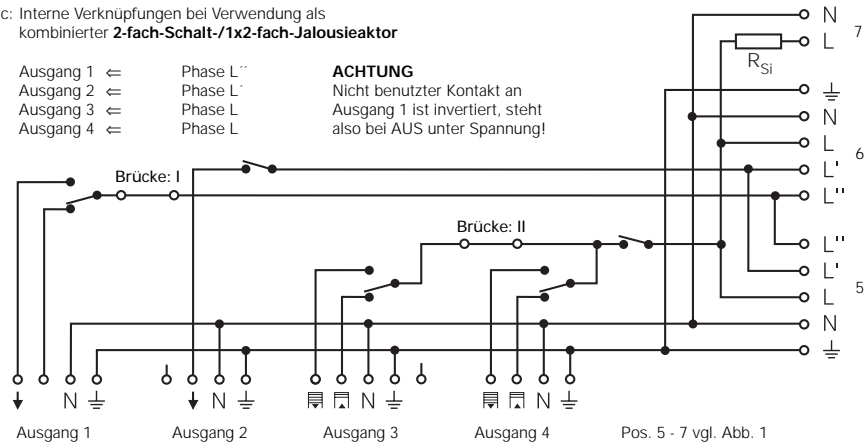 c: Interne Verknüpfungen bei Verwendung als
kombinierter 2-fach-Schalt-/1x2-fach-Jalousieaktor
Ausgang 1 ⇐ Phase L´´
Ausgang 2 ⇐ Phase L´
Ausgang 3 ⇐ Phase L
Ausgang 4 ⇐ Phase L
ACHTUNG
Nicht benutzter Kontakt an
Ausgang 1 ist invertiert, steht
also bei AUS unter Spannung!
N
7
L
RSi
N
L
6
L'
L''
Brücke: I
Brücke: II
L''
L'
5
L
N
N
N
N
N
Ausgang 1
Ausgang 2
Ausgang 3
Ausgang 4
Pos. 5 - 7 vgl. Abb. 1